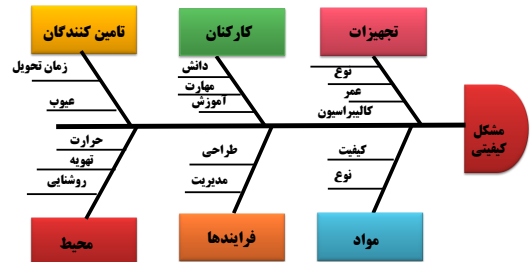 تجهیزات
کارکنان
تامین کنندگان
نوع
عمر
کالیبراسیون
دانش
مهارت
آموزش
زمان تحویل
عیوب
مشکل
کیفیتی
کیفیت
نوع
طراحی
مدیریت
حرارت
تهویه
روشنایی
مواد
فرایندها
محیط